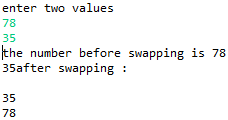 enter two values
78
35
the number before swapping is 78
35after swapping :
35
78